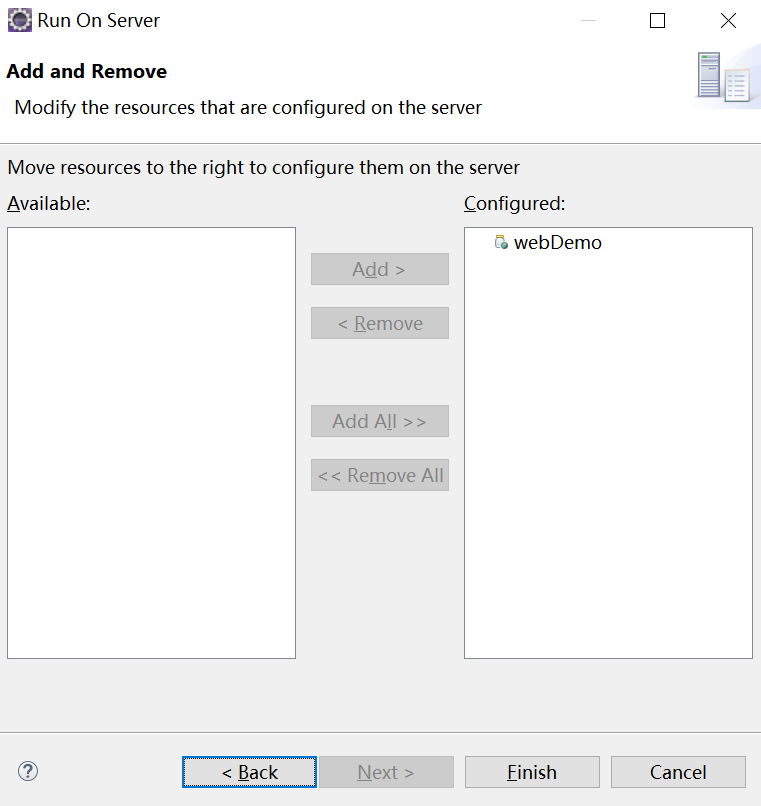 Run On Server
Add and Remove
Modify the resources that are configured on the server
Move resources to the right to configure them on the server
Available:
Configured:
webDemo
Add >
< Remove
Add All >>
<< Remove All
?
< Back
Next >
Finish
Cancel